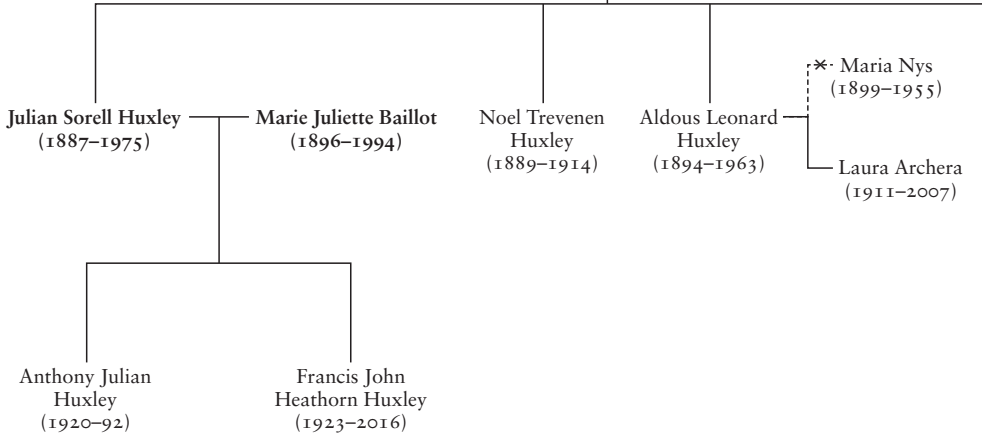 Maria Nys
(1899–1955)
Julian Sorell Huxley
(1887–1975)
Marie Juliette Baillot
(1896–1994)
Noel Trevenen
Huxley
(1889–1914)
Aldous Leonard
Huxley
(1894–1963)
Laura Archera
(1911–2007)
Anthony Julian
Huxley
(1920–92)
Francis John
Heathorn Huxley
(1923–2016)